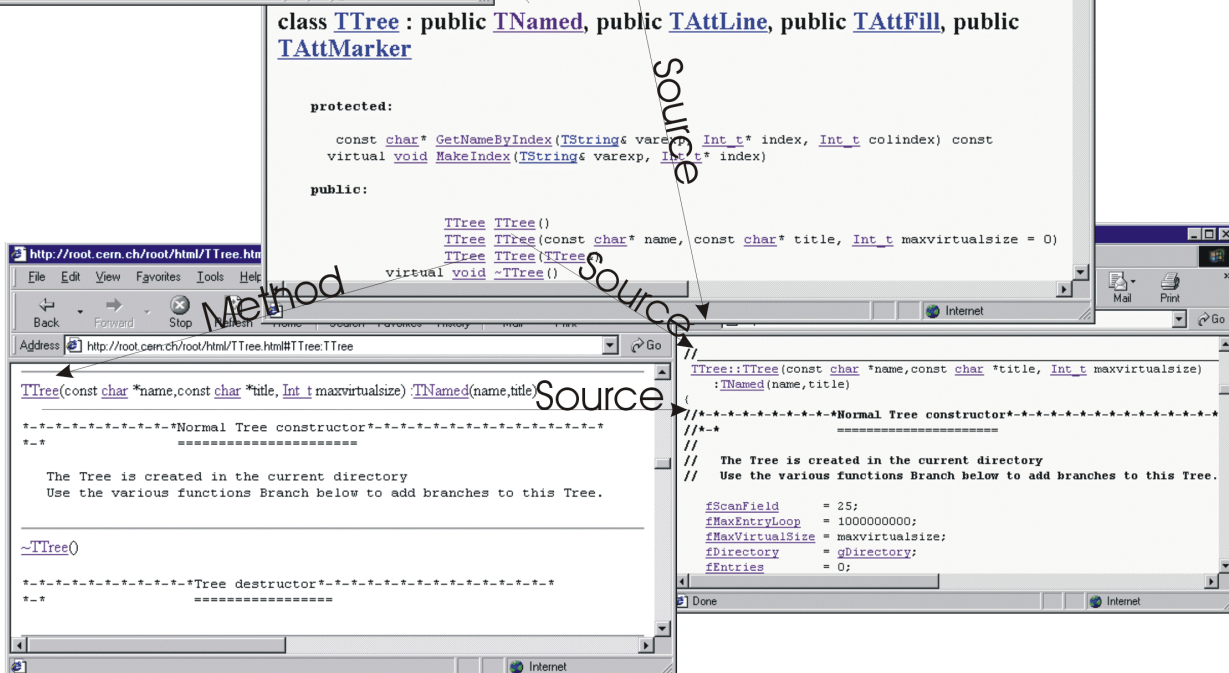 class TTree : public TNamed, public TAttLine, public TAttFill, public
TAttMarker
protected:
const char* GetNameByIndex(TString& varexp, Int_t* index, Int_t colindex) const
virtual void MakeIndex(TString& varexp, Int_t* index)
public:
TTree TTree()
TTree TTree(const char* name, const char* title, Int_t maxvirtualsize = 0)
TTree TTree(TTree
virtual void ~TTree()
Internet
Source
Source
Method
Source
http://root.cern.ch/root/html/TTree.htm
File Edit View Favorites Tools Help
Back Forward Stop Refresh Home Search Favorites History Mail Print
Address http://root.cern.ch/root/html/TTree.html#TTree:TTree Go
TTree(const char *name,const char *title, Int_t maxvirtualsize) :TNamed(name,title)
*-*-*-*-*-*-*-*-*-*-*Normal Tree constructor*-*-*-*-*-*-*-*-*-*-*-*-*-*-*-*
*-* ======================
The Tree is created in the current directory
Use the various functions Branch below to add branches to this Tree.
~TTree()
*-*-*-*-*-*-*-*-*-*-*-*Tree destructor*-*-*-*-*-*-*-*-*-*-*-*-*-*-*
*-* =================
Internet
Mail Print
Go
//______________________________
TTree::TTree(const char *name,const char *title, Int_t maxvirtualsize)
:TNamed(name,title)
{
//*-*-*-*-*-*-*-*-*-*-*Normal Tree constructor*-*-*-*-*-*-*-*-*-*-*-*-*-*
//*-* ======================
//
// The Tree is created in the current directory
// Use the various functions Branch below to add branches to this Tree.
fScanField = 25;
fMaxEntryLoop = 1000000000;
fMaxVirtualSize = maxvirtualsize;
fDirectory = gDirectory;
fEntries = 0;
Done Internet